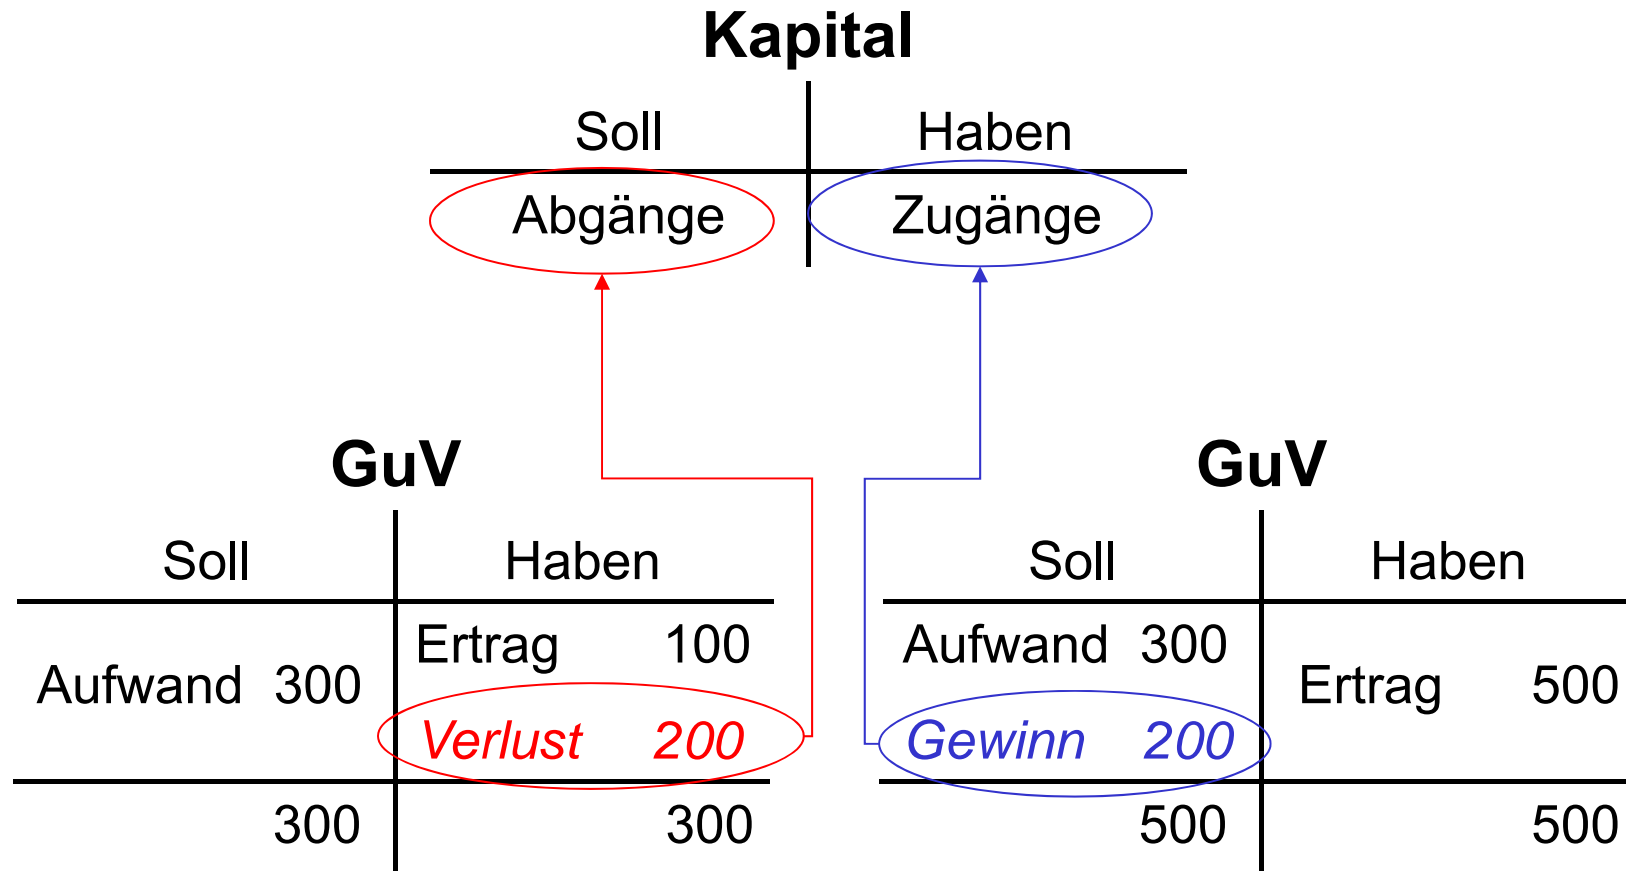 Kapital
Soll Haben
Abgänge Zugänge
GuV
Soll Haben
Aufwand 300
Ertrag 100
Verlust 200
300 300
GuV
Soll Haben
Aufwand 300
Gewinn 200
Ertrag 500
500 500